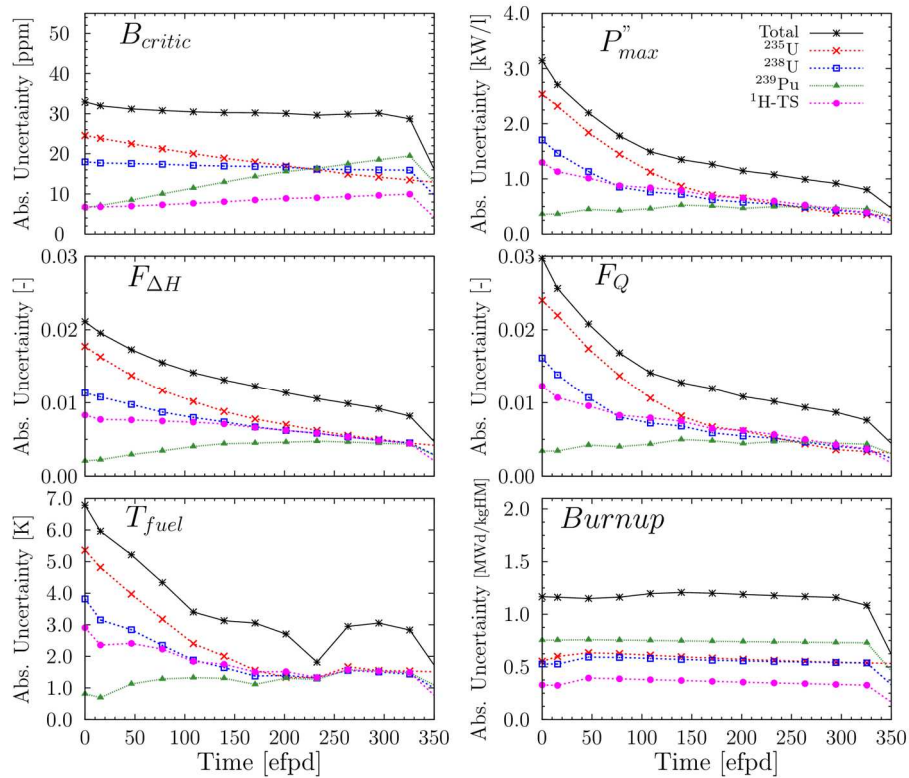 B_critic
Abs. Uncertainty [ppm]
50
40
30
20
10
0
P"_max
Abs. Uncertainty [kW/l]
4.0
3.0
2.0
1.0
0.0
Total
²³⁵U
²³⁸U
²³⁹Pu
¹H-TS
F_ΔH
Abs. Uncertainty [-]
0.03
0.02
0.01
0.00
F_Q
Abs. Uncertainty [-]
0.03
0.02
0.01
0.00
T_fuel
Abs. Uncertainty [K]
7.0
6.0
5.0
4.0
3.0
2.0
1.0
0.0
0 50 100 150 200 250 300 350
Time [efpd]
Burnup
Abs. Uncertainty [MWd/kgHM]
2.0
1.5
1.0
0.5
0.0
0 50 100 150 200 250 300 350
Time [efpd]